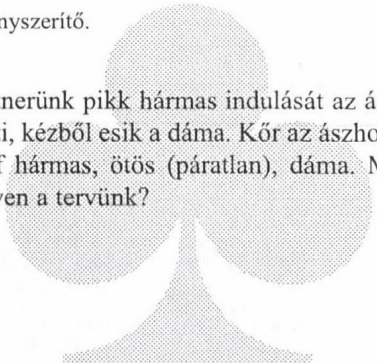 nyszerítő.
nerünk pikk hármas indulását az á
i, kézből esik a dáma. Kőr az ászho
f hármas, ötös (páratlan), dáma. M
yen a tervünk?